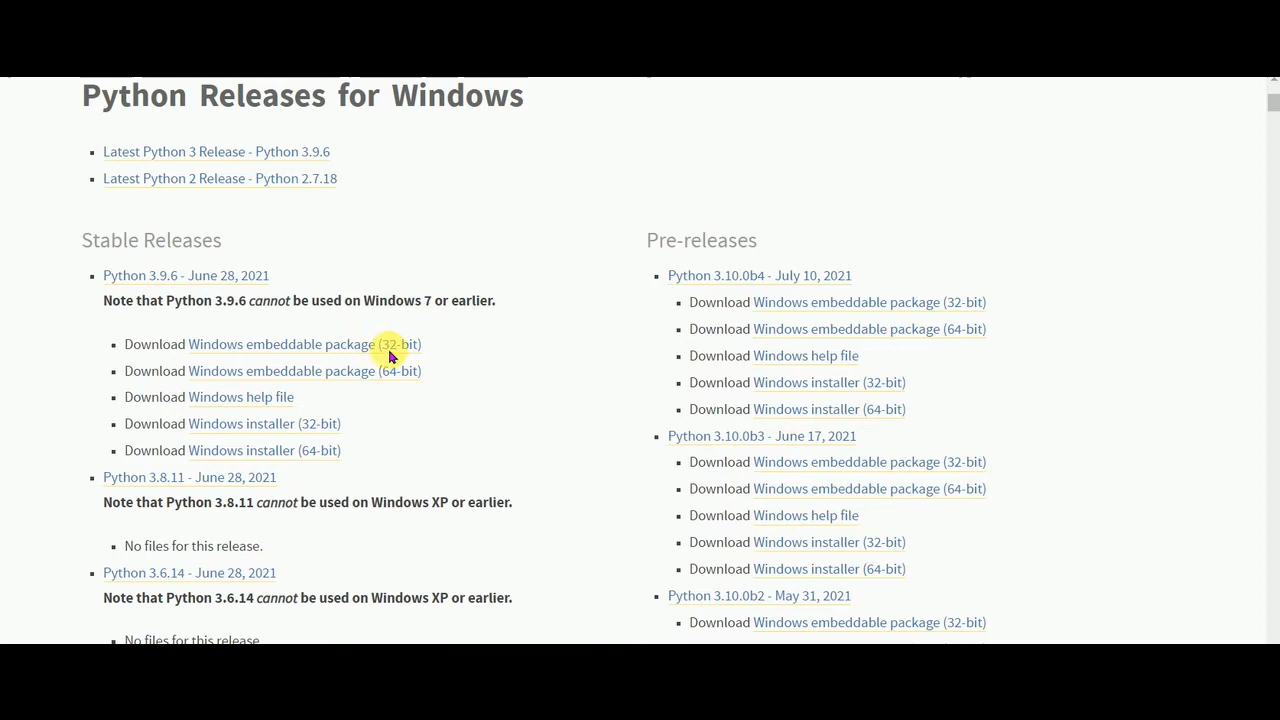 Python Releases for Windows
Latest Python 3 Release - Python 3.9.6
Latest Python 2 Release - Python 2.7.18
Stable Releases
Python 3.9.6 - June 28, 2021
Note that Python 3.9.6 cannot be used on Windows 7 or earlier.
Download Windows embeddable package (32-bit)
Download Windows embeddable package (64-bit)
Download Windows help file
Download Windows installer (32-bit)
Download Windows installer (64-bit)
Python 3.8.11 - June 28, 2021
Note that Python 3.8.11 cannot be used on Windows XP or earlier.
No files for this release.
Python 3.6.14 - June 28, 2021
Note that Python 3.6.14 cannot be used on Windows XP or earlier.
No files for this release
Pre-releases
Python 3.10.0b4 - July 10, 2021
Download Windows embeddable package (32-bit)
Download Windows embeddable package (64-bit)
Download Windows help file
Download Windows installer (32-bit)
Download Windows installer (64-bit)
Python 3.10.0b3 - June 17, 2021
Download Windows embeddable package (32-bit)
Download Windows embeddable package (64-bit)
Download Windows help file
Download Windows installer (32-bit)
Download Windows installer (64-bit)
Python 3.10.0b2 - May 31, 2021
Download Windows embeddable package (32-bit)